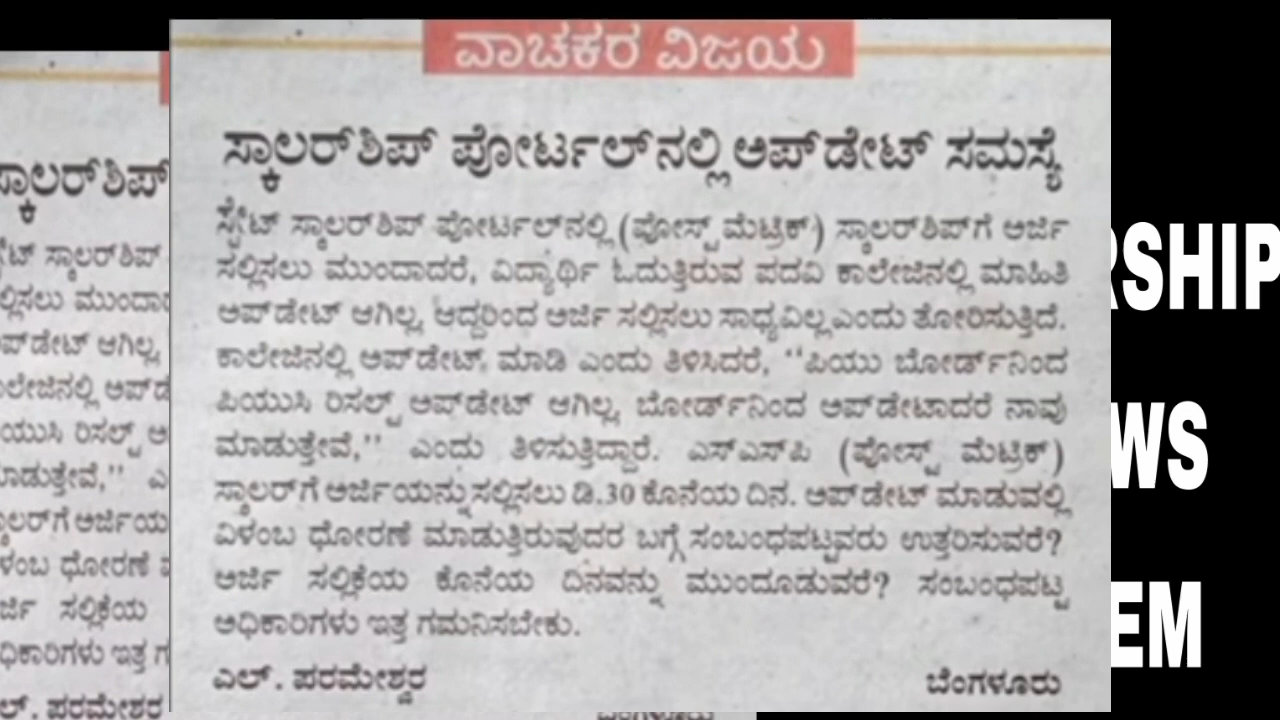 ವಾಚಕರ ವಿಜಯ
ಸ್ಕಾಲರ್‌ಶಿಪ್ ಪೋರ್ಟಲ್‌ನಲ್ಲಿ ಅಪ್‌ಡೇಟ್ ಸಮಸ್ಯೆ
ಸ್ಟೇಟ್ ಸ್ಕಾಲರ್‌ಶಿಪ್ ಪೋರ್ಟಲ್‌ನಲ್ಲಿ (ಪೋಸ್ಟ್ ಮೆಟ್ರಿಕ್) ಸ್ಕಾಲರ್‌ಶಿಪ್‌ಗೆ ಅರ್ಜಿ
ಸಲ್ಲಿಸಲು ಮುಂದಾದರೆ, ವಿದ್ಯಾರ್ಥಿ ಓದುತ್ತಿರುವ ಪದವಿ ಕಾಲೇಜಿನಲ್ಲಿ ಮಾಹಿತಿ
ಅಪ್‌ಡೇಟ್ ಆಗಿಲ್ಲ, ಆದ್ದರಿಂದ ಅರ್ಜಿ ಸಲ್ಲಿಸಲು ಸಾಧ್ಯವಿಲ್ಲ ಎಂದು ತೋರಿಸುತ್ತಿದೆ.
ಕಾಲೇಜಿನಲ್ಲಿ ಅಪ್‌ಡೇಟ್ ಮಾಡಿ ಎಂದು ತಿಳಿಸಿದರೆ, ‘‘ಪಿಯು ಬೋರ್ಡ್‌ನಿಂದ
ಪಿಯುಸಿ ರಿಸಲ್ಟ್ ಅಪ್‌ಡೇಟ್ ಆಗಿಲ್ಲ, ಬೋರ್ಡ್‌ನಿಂದ ಅಪ್‌ಡೇಟಾದರೆ ನಾವು
ಮಾಡುತ್ತೇವೆ,’’ ಎಂದು ತಿಳಿಸುತ್ತಿದ್ದಾರೆ. ಎಸ್‌ಎಸ್‌ಪಿ (ಪೋಸ್ಟ್ ಮೆಟ್ರಿಕ್)
ಸ್ಕಾಲರ್‌ಗೆ ಅರ್ಜಿಯನ್ನು ಸಲ್ಲಿಸಲು ಡಿ.30 ಕೊನೆಯ ದಿನ. ಅಪ್‌ಡೇಟ್ ಮಾಡುವಲ್ಲಿ
ವಿಳಂಬ ಧೋರಣೆ ಮಾಡುತ್ತಿರುವುದರ ಬಗ್ಗೆ ಸಂಬಂಧಪಟ್ಟವರು ಉತ್ತರಿಸುವರೆ?
ಅರ್ಜಿ ಸಲ್ಲಿಕೆಯ ಕೊನೆಯ ದಿನವನ್ನು ಮುಂದೂಡುವರೆ? ಸಂಬಂಧಪಟ್ಟ
ಅಧಿಕಾರಿಗಳು ಇತ್ತ ಗಮನಿಸಬೇಕು.
ಎಲ್. ಪರಮೇಶ್ವರ ಬೆಂಗಳೂರು